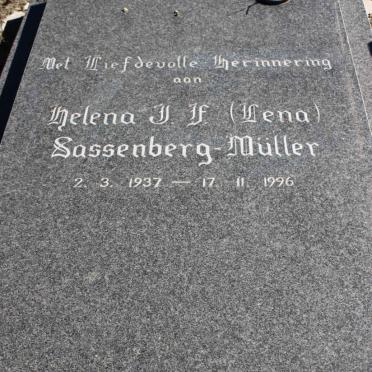 Met Liefdevolle Herinnering
aan
Helena J F (Lena)
Sassenberg-Müller
2. 3. 1937 — 17. 11. 1996